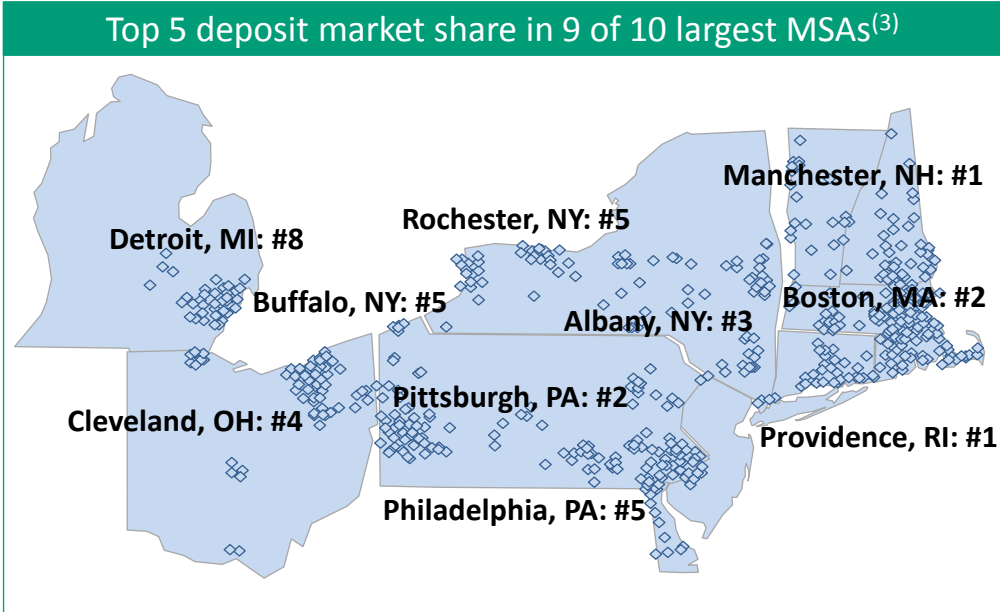 Top 5 deposit market share in 9 of 10 largest MSAs(3)
Manchester, NH: #1
Rochester, NY: #5
Detroit, MI: #8
Buffalo, NY: #5
Boston, MA: #2
Albany, NY: #3
Pittsburgh, PA: #2
Cleveland, OH: #4
Providence, RI: #1
Philadelphia, PA: #5